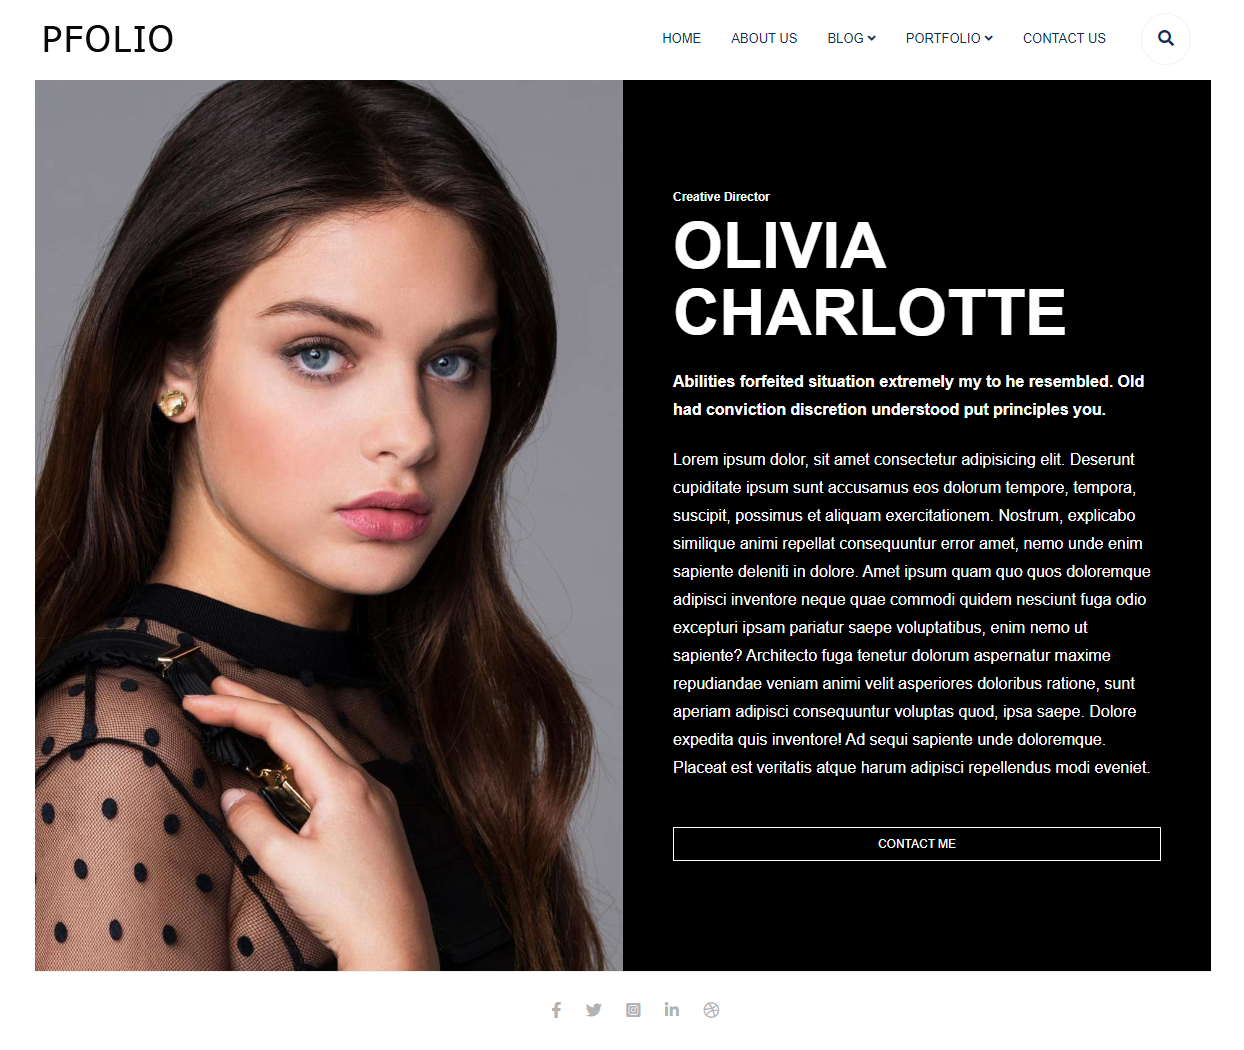 PFOLIO
HOME ABOUT US BLOG PORTFOLIO CONTACT US
Creative Director
OLIVIA
CHARLOTTE
Abilities forfeited situation extremely my to he resembled. Old
had conviction discretion understood put principles you.
Lorem ipsum dolor, sit amet consectetur adipisicing elit. Deserunt
cupiditate ipsum sunt accusamus eos dolorum tempore, tempora,
suscipit, possimus et aliquam exercitationem. Nostrum, explicabo
similique animi repellat consequuntur error amet, nemo unde enim
sapiente deleniti in dolore. Amet ipsum quam quo quos doloremque
adipisci inventore neque quae commodi quidem nesciunt fuga odio
excepturi ipsam pariatur saepe voluptatibus, enim nemo ut
sapiente? Architecto fuga tenetur dolorum aspernatur maxime
repudiandae veniam animi velit asperiores doloribus ratione, sunt
aperiam adipisci consequuntur voluptas quod, ipsa saepe. Dolore
expedita quis inventore! Ad sequi sapiente unde doloremque.
Placeat est veritatis atque harum adipisci repellendus modi eveniet.
CONTACT ME